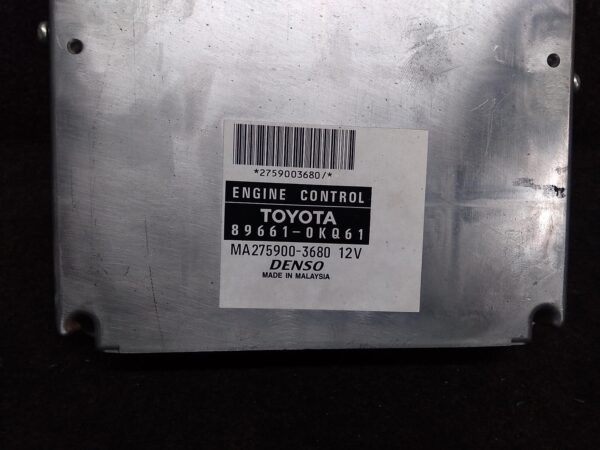 *2759003680/*
ENGINE CONTROL
TOYOTA
89661-0KQ61
MA275900-3680 12V
DENSO
MADE IN MALAYSIA